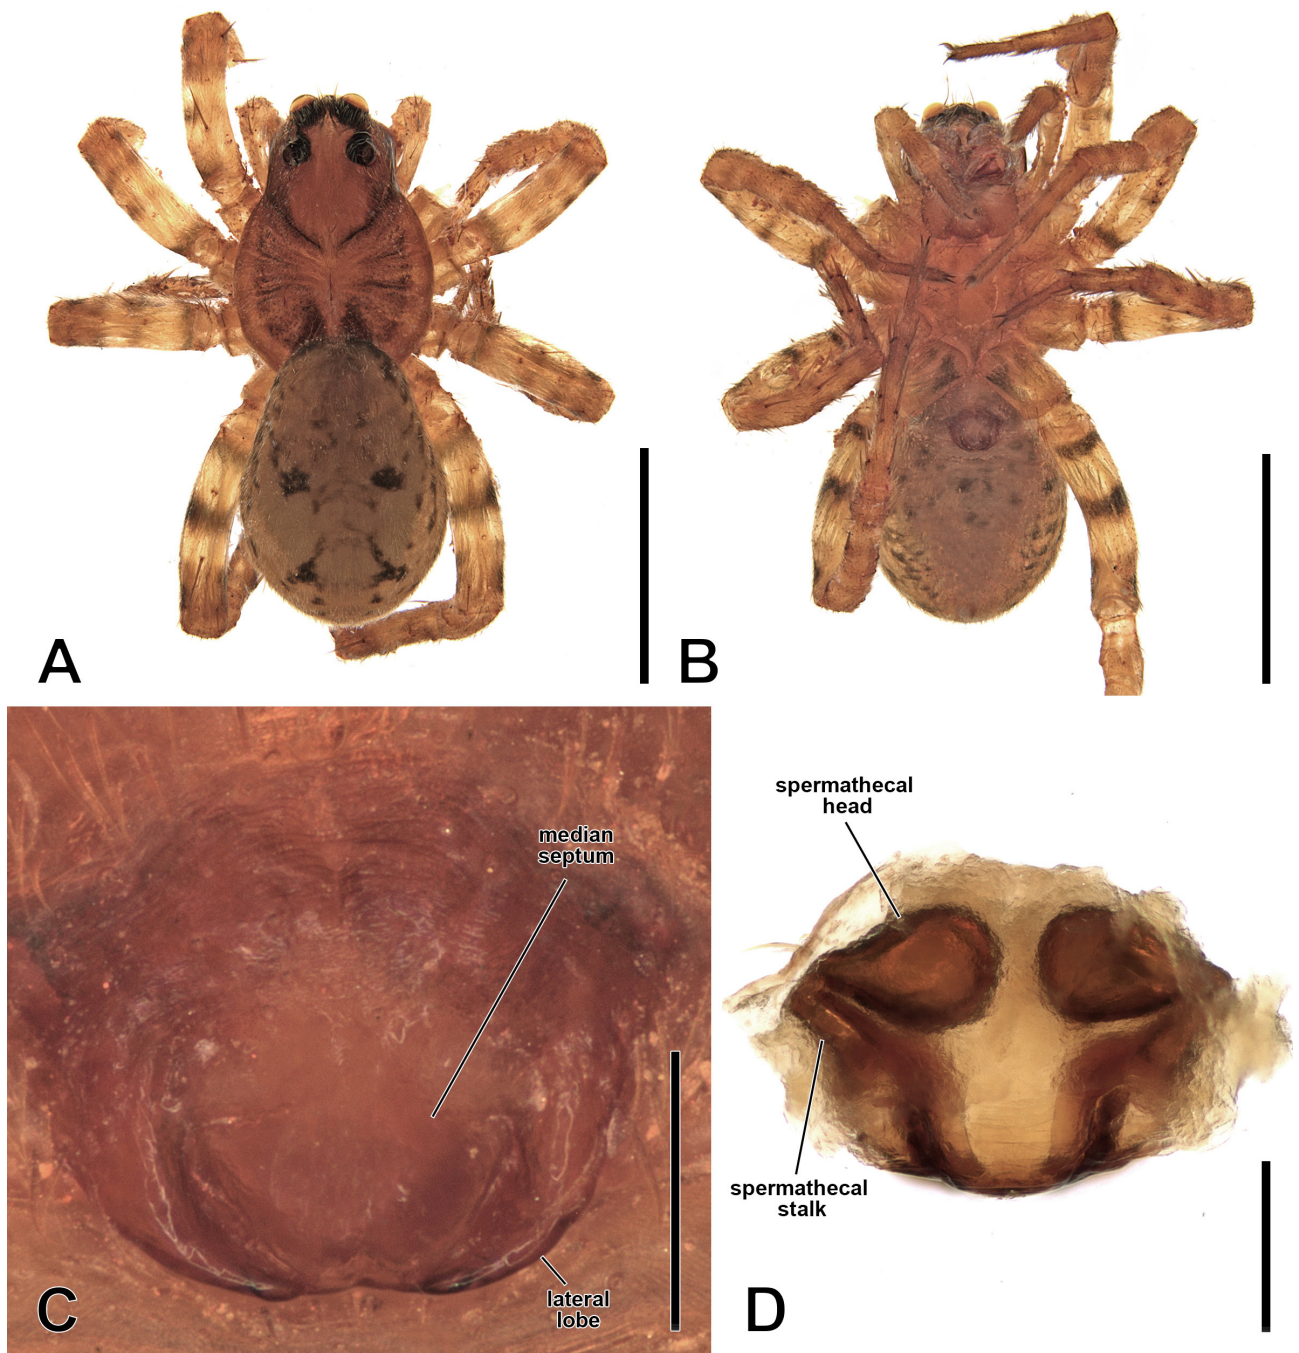 A
B
median
septum
lateral
lobe
C
spermathecal
head
spermathecal
stalk
D